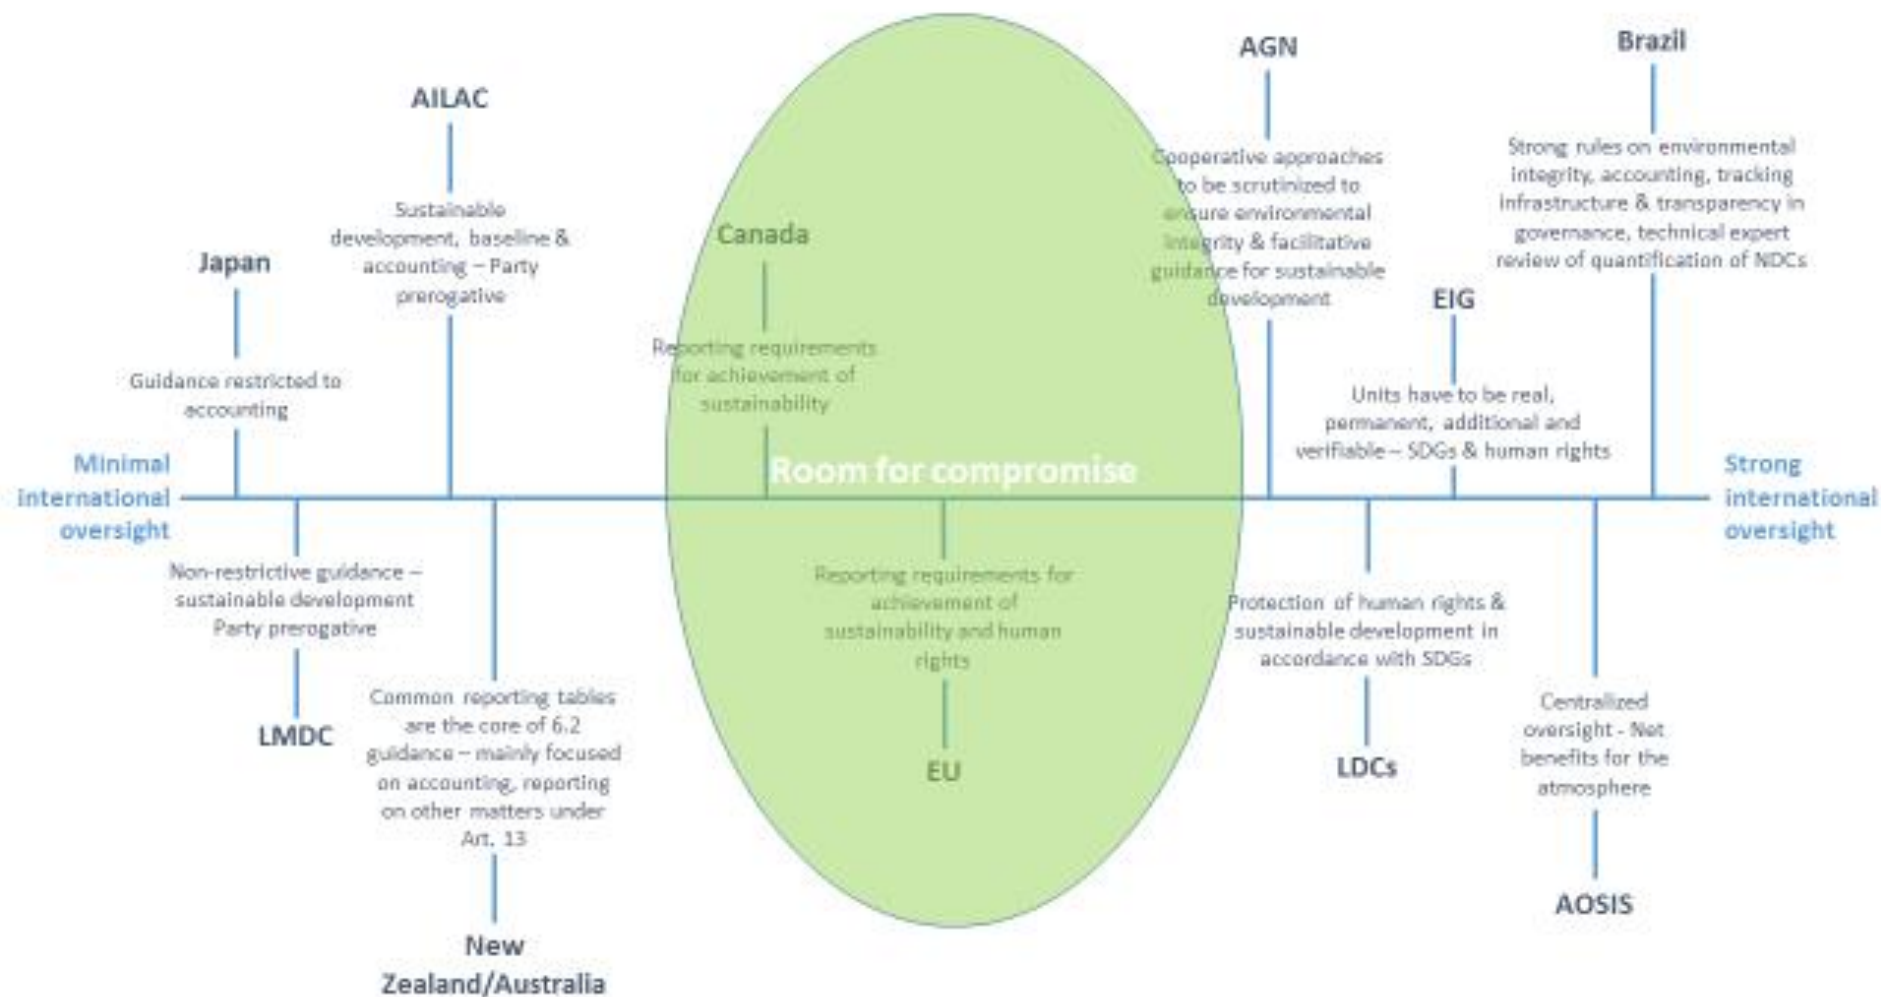 AGN
Brazil
AILAC
Cooperative approaches
to be scrutinized to
ensure environmental
integrity & facilitative
guidance for sustainable
development
Strong rules on environmental
integrity, accounting, tracking
infrastructure & transparency in
governance, technical expert
review of quantification of NDCs
Sustainable
development, baseline &
accounting – Party
prerogative
Canada
Japan
EIG
Reporting requirements
for achievement of
sustainability
Guidance restricted to
accounting
Units have to be real,
permanent, additional and
verifiable – SDGs & human rights
Minimal
international
oversight
Room for compromise
Strong
international
oversight
Non-restrictive guidance –
sustainable development
Party prerogative
LMDC
Reporting requirements for
achievement of
sustainability and human
rights
EU
Protection of human rights &
sustainable development in
accordance with SDGs
LDCs
Common reporting tables
are the core of 6.2
guidance – mainly focused
on accounting, reporting
on other matters under
Art. 13
New
Zealand/Australia
Centralized
oversight - Net
benefits for the
atmosphere
AOSIS